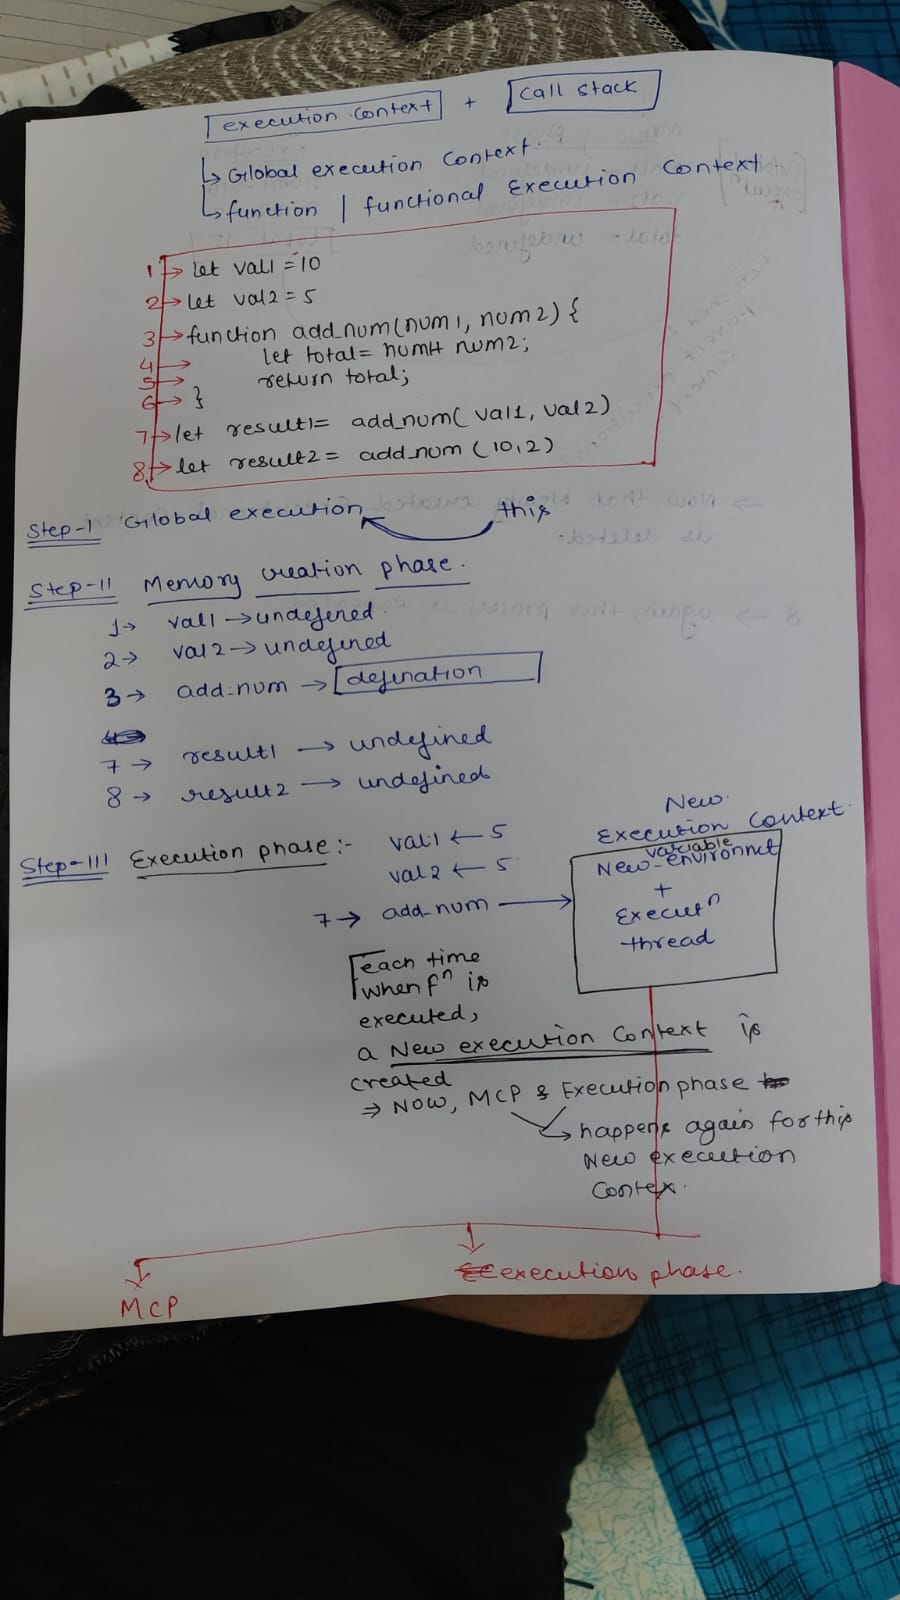 execution context + call stack
↳ Global execution Context.
↳ function | functional Execution Context
1 → let val1 = 10
2 → let val2 = 5
3 → function add_num(num1, num2) {
4 → let total = num1+ num2;
5 → return total;
6 → }
7 → let result1= add_num( val1, val2)
8 → let result2 = add_num (10,2)
Step-I Global execution this
Step-II Memory creation phase.
1 → val1 → undefined.
2 → val2 → undefined
3 → add_num → defination
7 → result1 → undefined
8 → result2 → undefined
Step-III Execution phase:- val1 ← 5
val2 ← 5
7 → add_num →
New
Execution Context.
variable
New-environnet
+
Executⁿ
thread
each time
when fⁿ is
executed,
a New execution Context is
created
⇒ Now, MCP & Execution phase
↳ happens again for this
New execution
Contex.
MCP
execution phase.